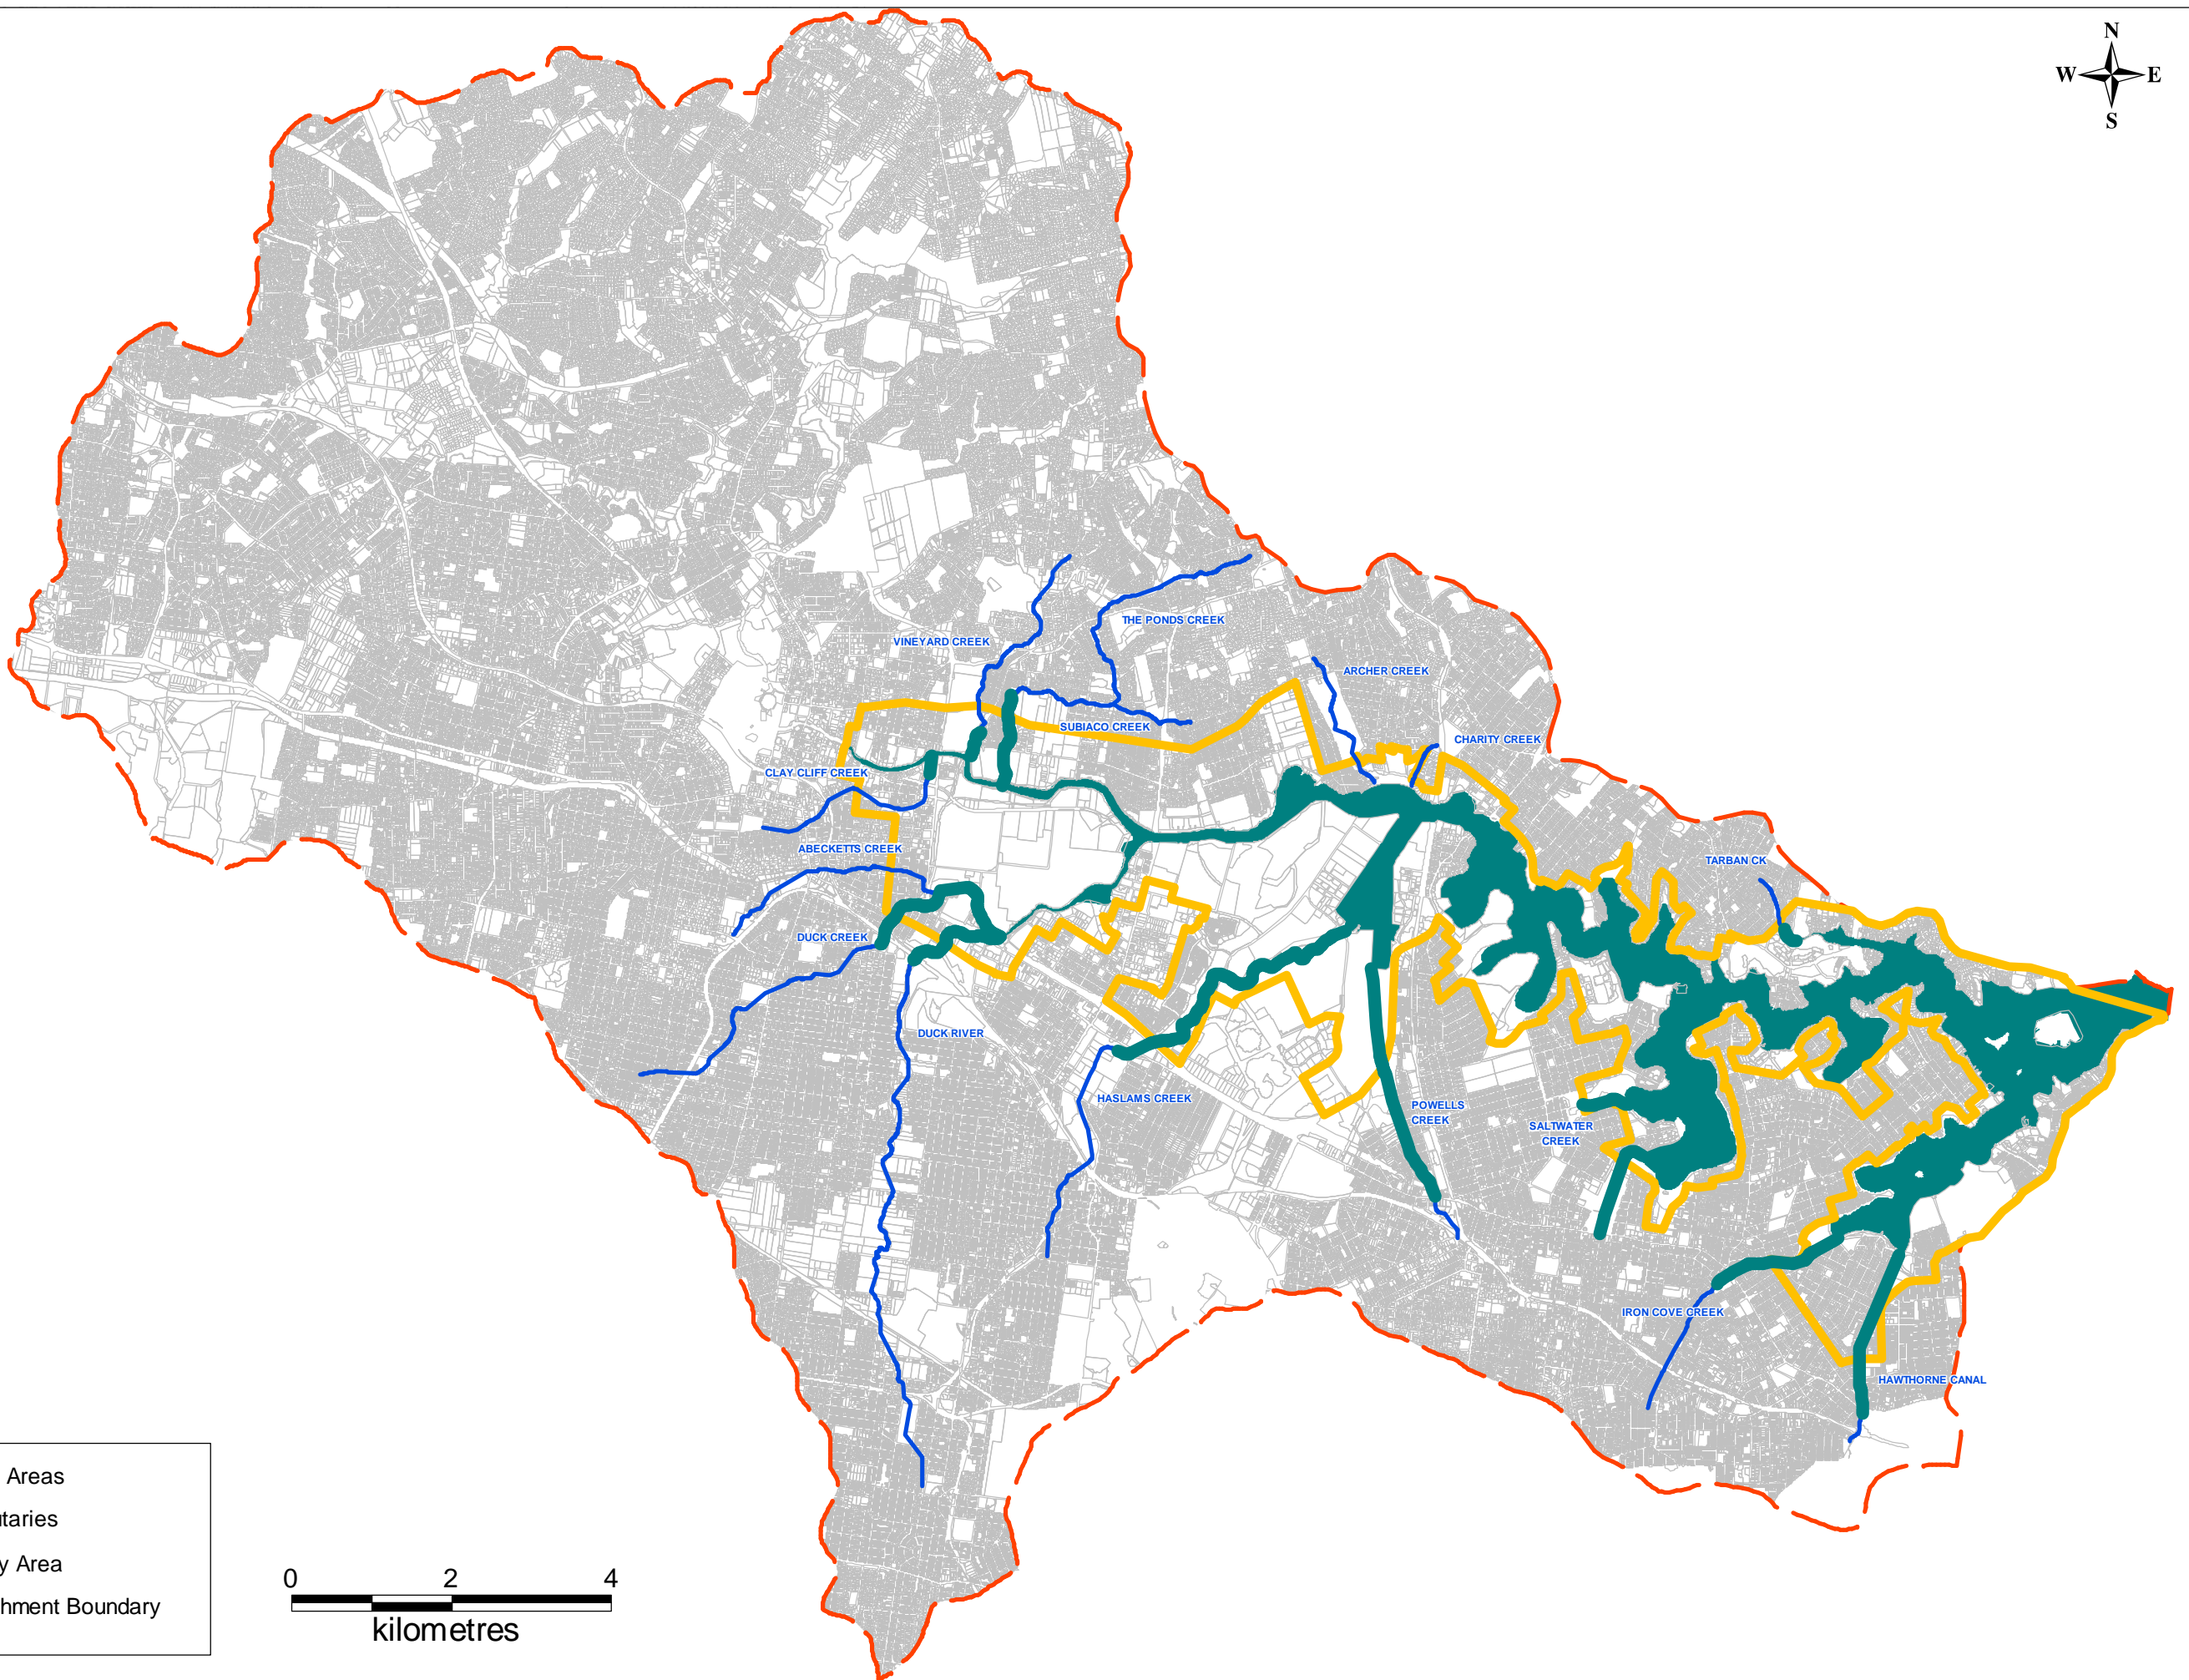 N
W E
S
VINEYARD CREEK
THE PONDS CREEK
ARCHER CREEK
SUBIACO CREEK
CHARITY CREEK
CLAY CLIFF CREEK
ABECKETTS CREEK
TARBAN CK
DUCK CREEK
DUCK RIVER
HASLAMS CREEK
POWELLS
CREEK
SALTWATER
CREEK
IRON COVE CREEK
HAWTHORNE CANAL
Areas
utaries
y Area
hment Boundary
0 2 4
kilometres